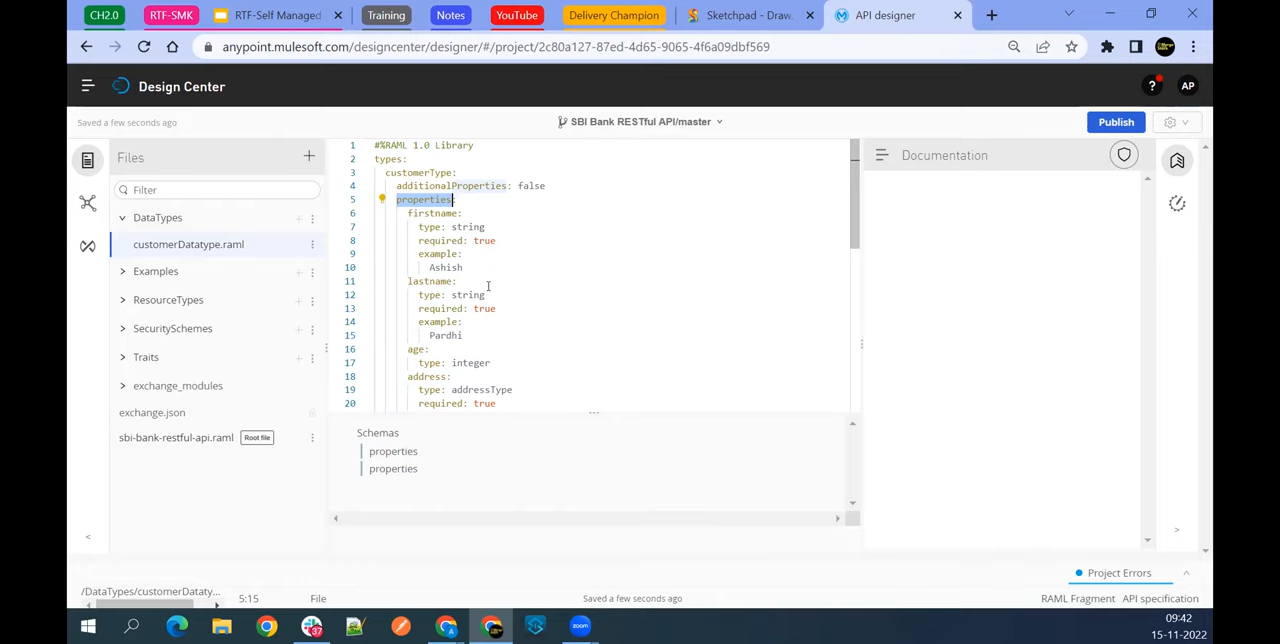 CH2.0 RTF-SMK RTF-Self Managed Training Notes YouTube Delivery Champion Sketchpad - Draw, API designer
anypoint.mulesoft.com/designcenter/designer/#/project/2c80a127-87ed-4d65-9065-4f6a09dbf569
Design Center ? AP
Saved a few seconds ago SBI Bank RESTful API/master Publish
Files
Filter
DataTypes
customerDatatype.raml
Examples
ResourceTypes
SecuritySchemes
Traits
exchange_modules
exchange.json
sbi-bank-restful-api.raml Root file
1 #%RAML 1.0 Library
2 types:
3 customerType:
4 additionalProperties: false
5 properties:
6 firstname:
7 type: string
8 required: true
9 example:
10 Ashish
11 lastname:
12 type: string
13 required: true
14 example:
15 Pardhi
16 age:
17 type: integer
18 address:
19 type: addressType
20 required: true
Schemas
properties
properties
Documentation
Project Errors
/DataTypes/customerDataty... 5:15 File Saved a few seconds ago RAML Fragment API specification
37 A zoom
09:42
15-11-2022